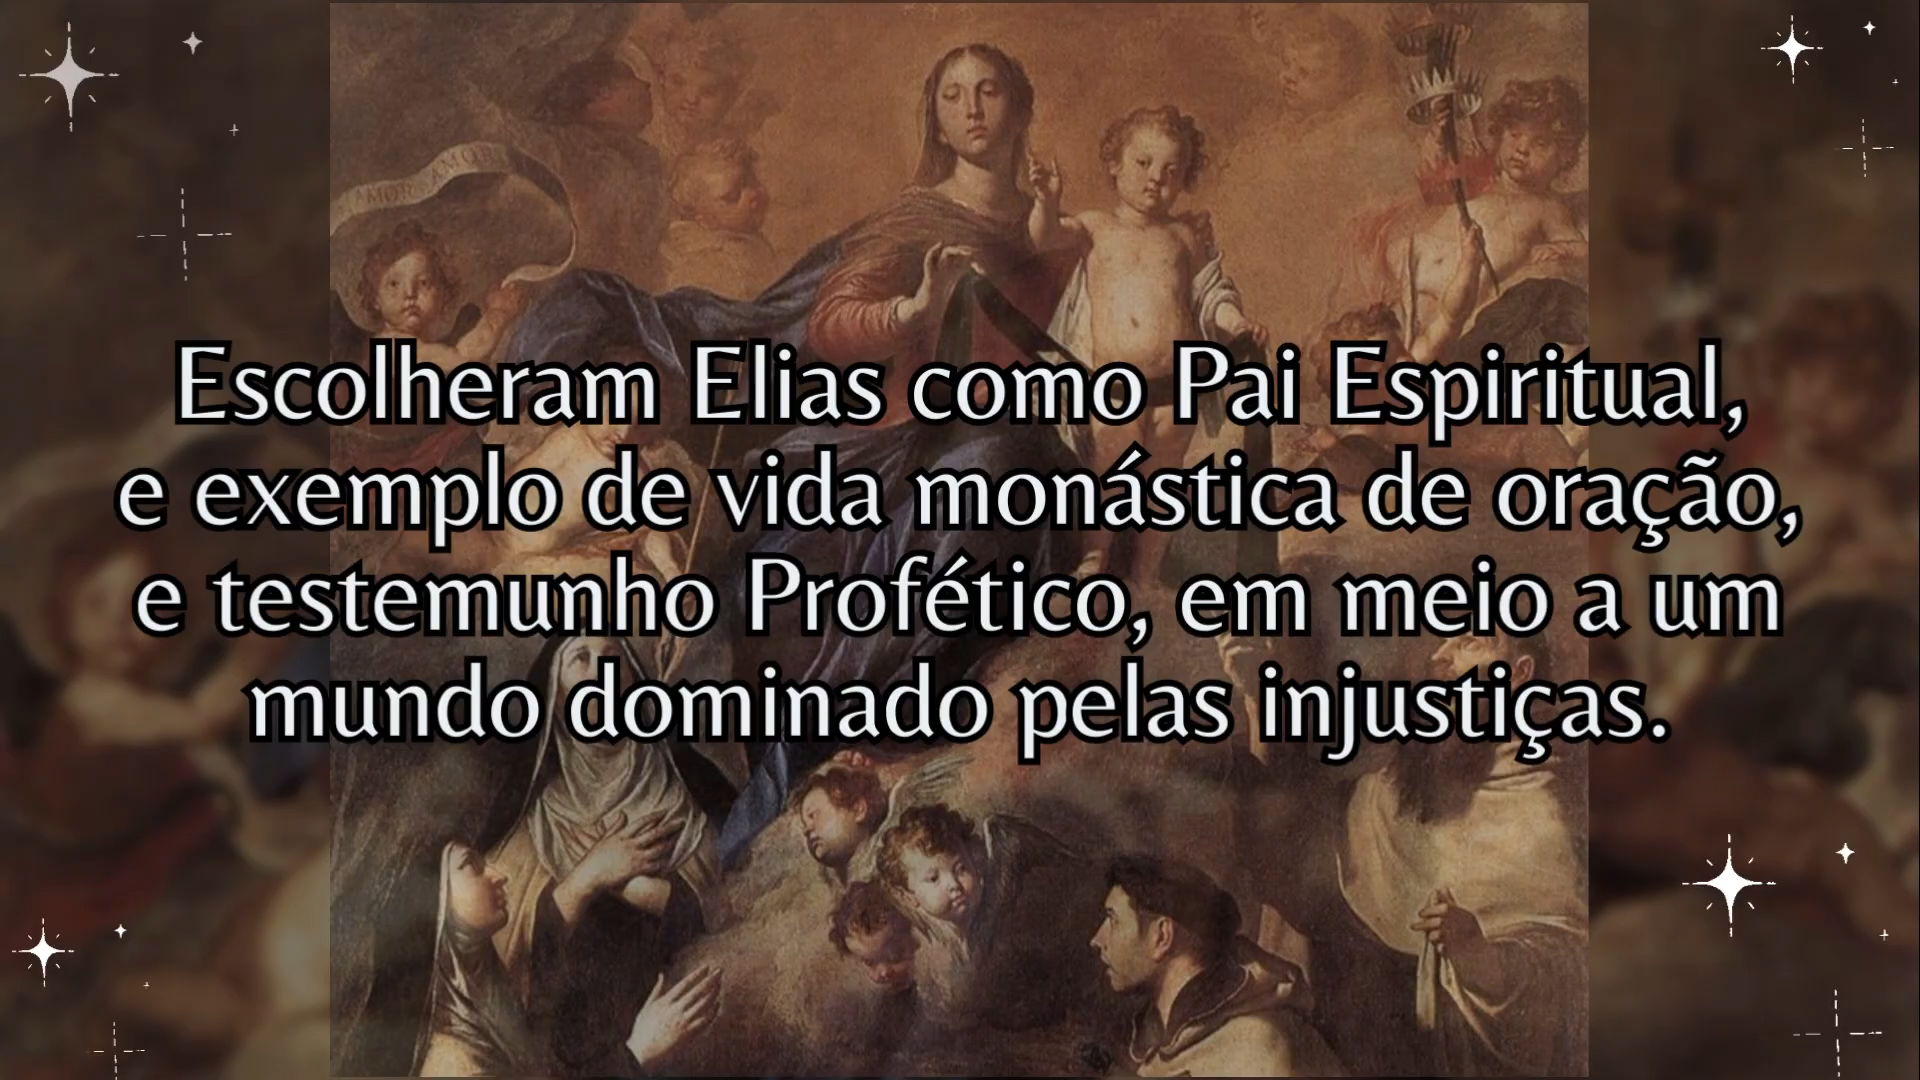 Escolheram Elias como Pai Espiritual,
e exemplo de vida monástica de oração,
e testemunho Profético, em meio a um
mundo dominado pelas injustiças.